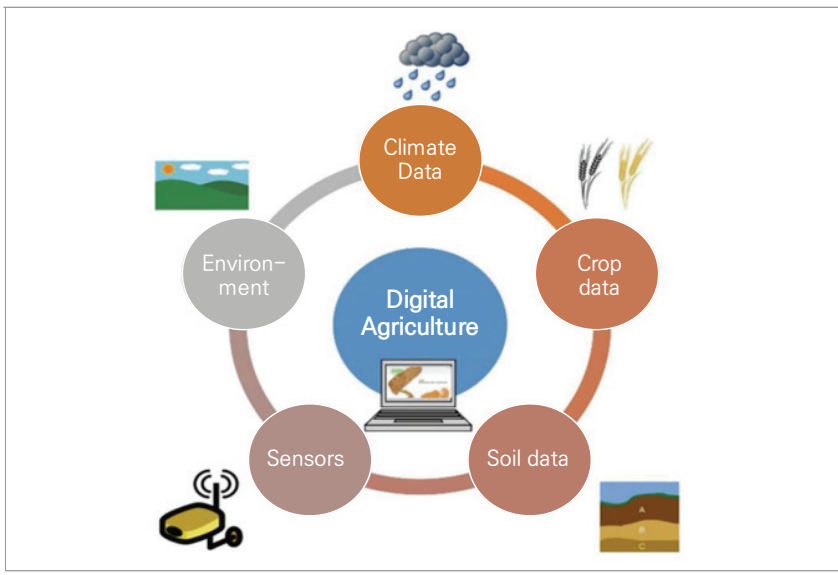 Climate
Data
Environ-
ment
Crop
data
Digital
Agriculture
Sensors
Soil data
A
B
C